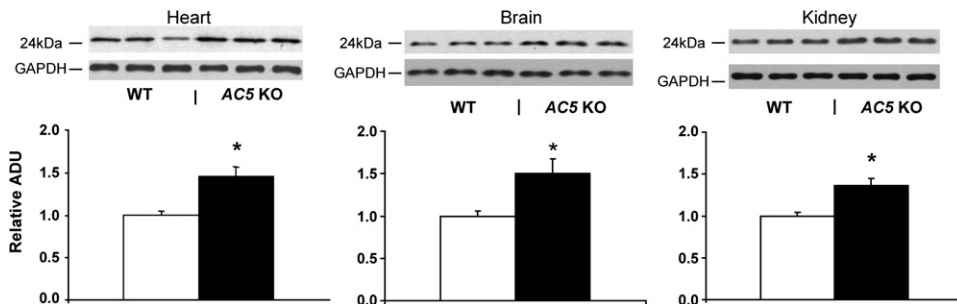 Heart
24kDa
GAPDH
WT | AC5 KO
Relative ADU
2.0
1.5
1.0
0.5
0.0
*
Brain
24kDa
GAPDH
WT | AC5 KO
2.0
1.5
1.0
0.5
0.0
*
Kidney
24kDa
GAPDH
WT | AC5 KO
2.0
1.5
1.0
0.5
0.0
*